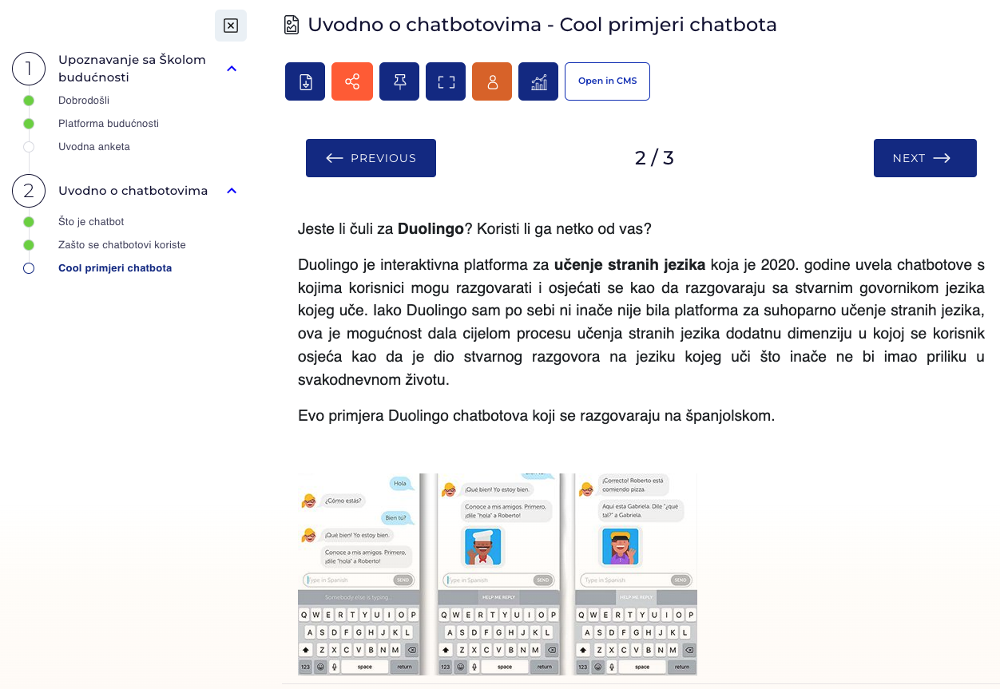 1
Upoznavanje sa Školom
budućnosti
Dobrodošli
Platforma budućnosti
Uvodna anketa
2
Uvodno o chatbotovima
Što je chatbot
Zašto se chatbotovi koriste
Cool primjeri chatbota
Uvodno o chatbotovima - Cool primjeri chatbota
Open in CMS
PREVIOUS
2 / 3
NEXT
Jeste li čuli za Duolingo? Koristi li ga netko od vas?
Duolingo je interaktivna platforma za učenje stranih jezika koja je 2020. godine uvela chatbotove s
kojima korisnici mogu razgovarati i osjećati se kao da razgovaraju sa stvarnim govornikom jezika
kojeg uče. Iako Duolingo sam po sebi ni inače nije bila platforma za suhoparno učenje stranih jezika,
ova je mogućnost dala cijelom procesu učenja stranih jezika dodatnu dimenziju u kojoj se korisnik
osjeća kao da je dio stvarnog razgovora na jeziku kojeg uči što inače ne bi imao priliku u
svakodnevnom životu.
Evo primjera Duolingo chatbotova koji se razgovaraju na španjolskom.
Hola
¿Cómo estás?
Bien tú?
¡Qué bien! Yo estoy bien.
Conoce a mis amigos. Primero,
¡dile "hola" a Roberto!
Type in Spanish
SEND
Somebody else is typing...
Q W E R T Y U I O P
A S D F G H J K L
Z X C V B N M
123 space return
¡Qué bien! Yo estoy bien.
Conoce a mis amigos. Primero,
¡dile "hola" a Roberto!
Type in Spanish
SEND
HELP ME REPLY
Q W E R T Y U I O P
A S D F G H J K L
Z X C V B N M
123 space return
¡Correcto! Roberto está
comiendo pizza.
Aquí esta Gabriela. Dile "¿qué
tal?" a Gabriela.
Type in Spanish
SEND
HELP ME REPLY
Q W E R T Y U I O P
A S D F G H J K L
Z X C V B N M
123 space return